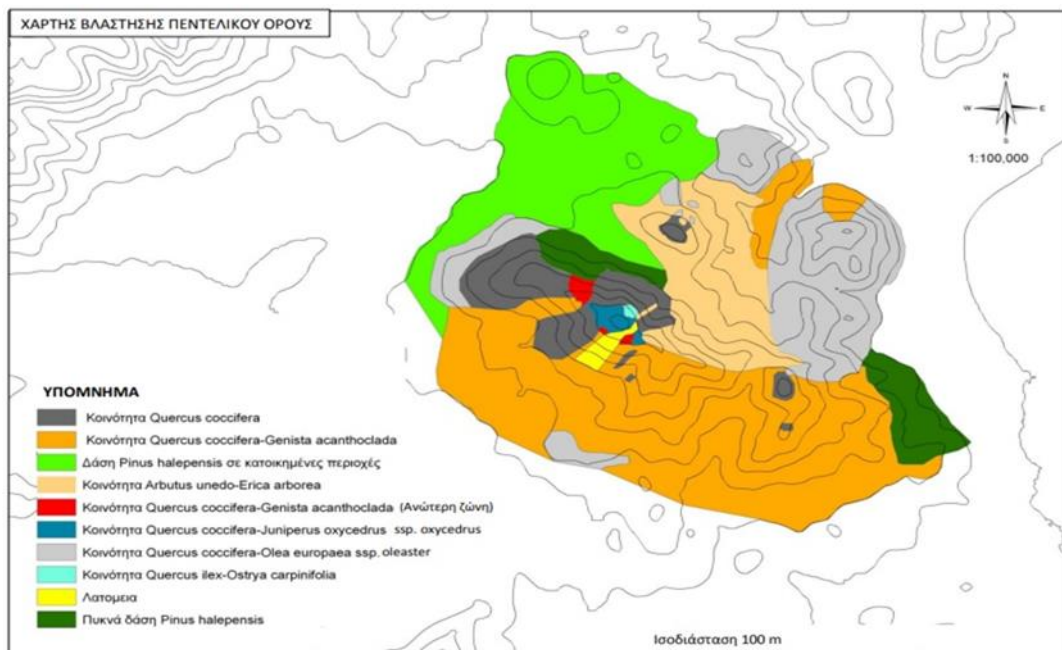 ΧΑΡΤΗΣ ΒΛΑΣΤΗΣΗΣ ΠΕΝΤΕΛΙΚΟΥ ΟΡΟΥΣ
N
W E
S
1:100,000
ΥΠΟΜΝΗΜΑ
Κοινότητα Quercus coccifera
Κοινότητα Quercus coccifera-Genista acanthoclada
Δάση Pinus halepensis σε κατοικημένες περιοχές
Κοινότητα Arbutus unedo-Erica arborea
Κοινότητα Quercus coccifera-Genista acanthoclada (Ανώτερη ζώνη)
Κοινότητα Quercus coccifera-Juniperus oxycedrus ssp. oxycedrus
Κοινότητα Quercus coccifera-Olea europaea ssp. oleaster
Κοινότητα Quercus ilex-Ostrya carpinifolia
Λατομεια
Πυκνά δάση Pinus halepensis
Ισοδιάσταση 100 m